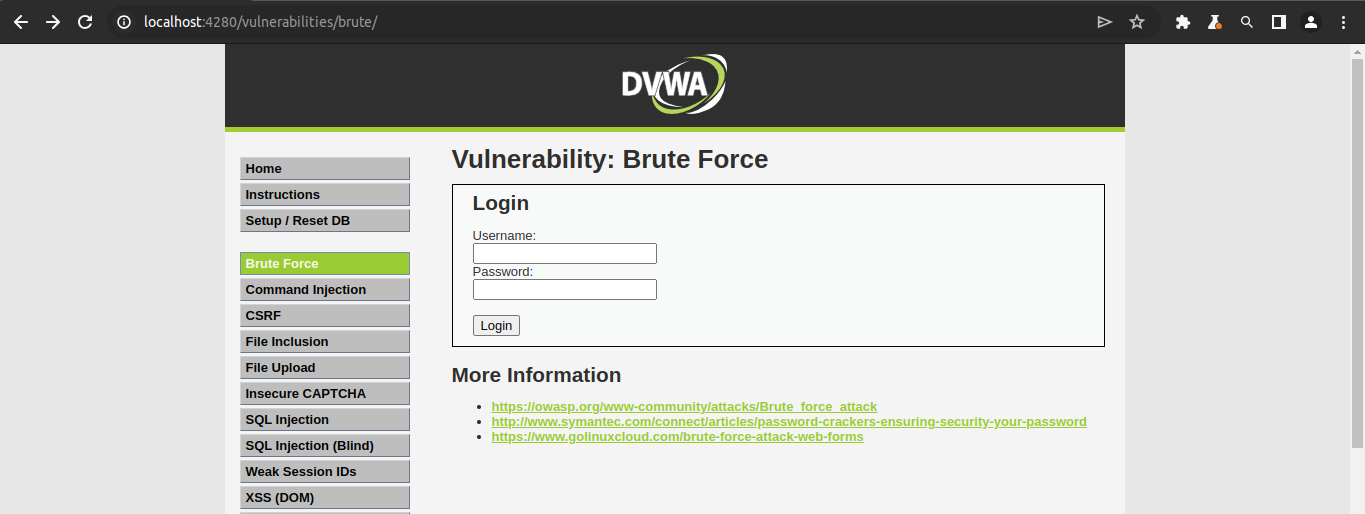 localhost:4280/vulnerabilities/brute/
DVWA
Home
Instructions
Setup / Reset DB
Brute Force
Command Injection
CSRF
File Inclusion
File Upload
Insecure CAPTCHA
SQL Injection
SQL Injection (Blind)
Weak Session IDs
XSS (DOM)
Vulnerability: Brute Force
Login
Username:
Password:
Login
More Information
https://owasp.org/www-community/attacks/Brute_force_attack
http://www.symantec.com/connect/articles/password-crackers-ensuring-security-your-password
https://www.golinuxcloud.com/brute-force-attack-web-forms